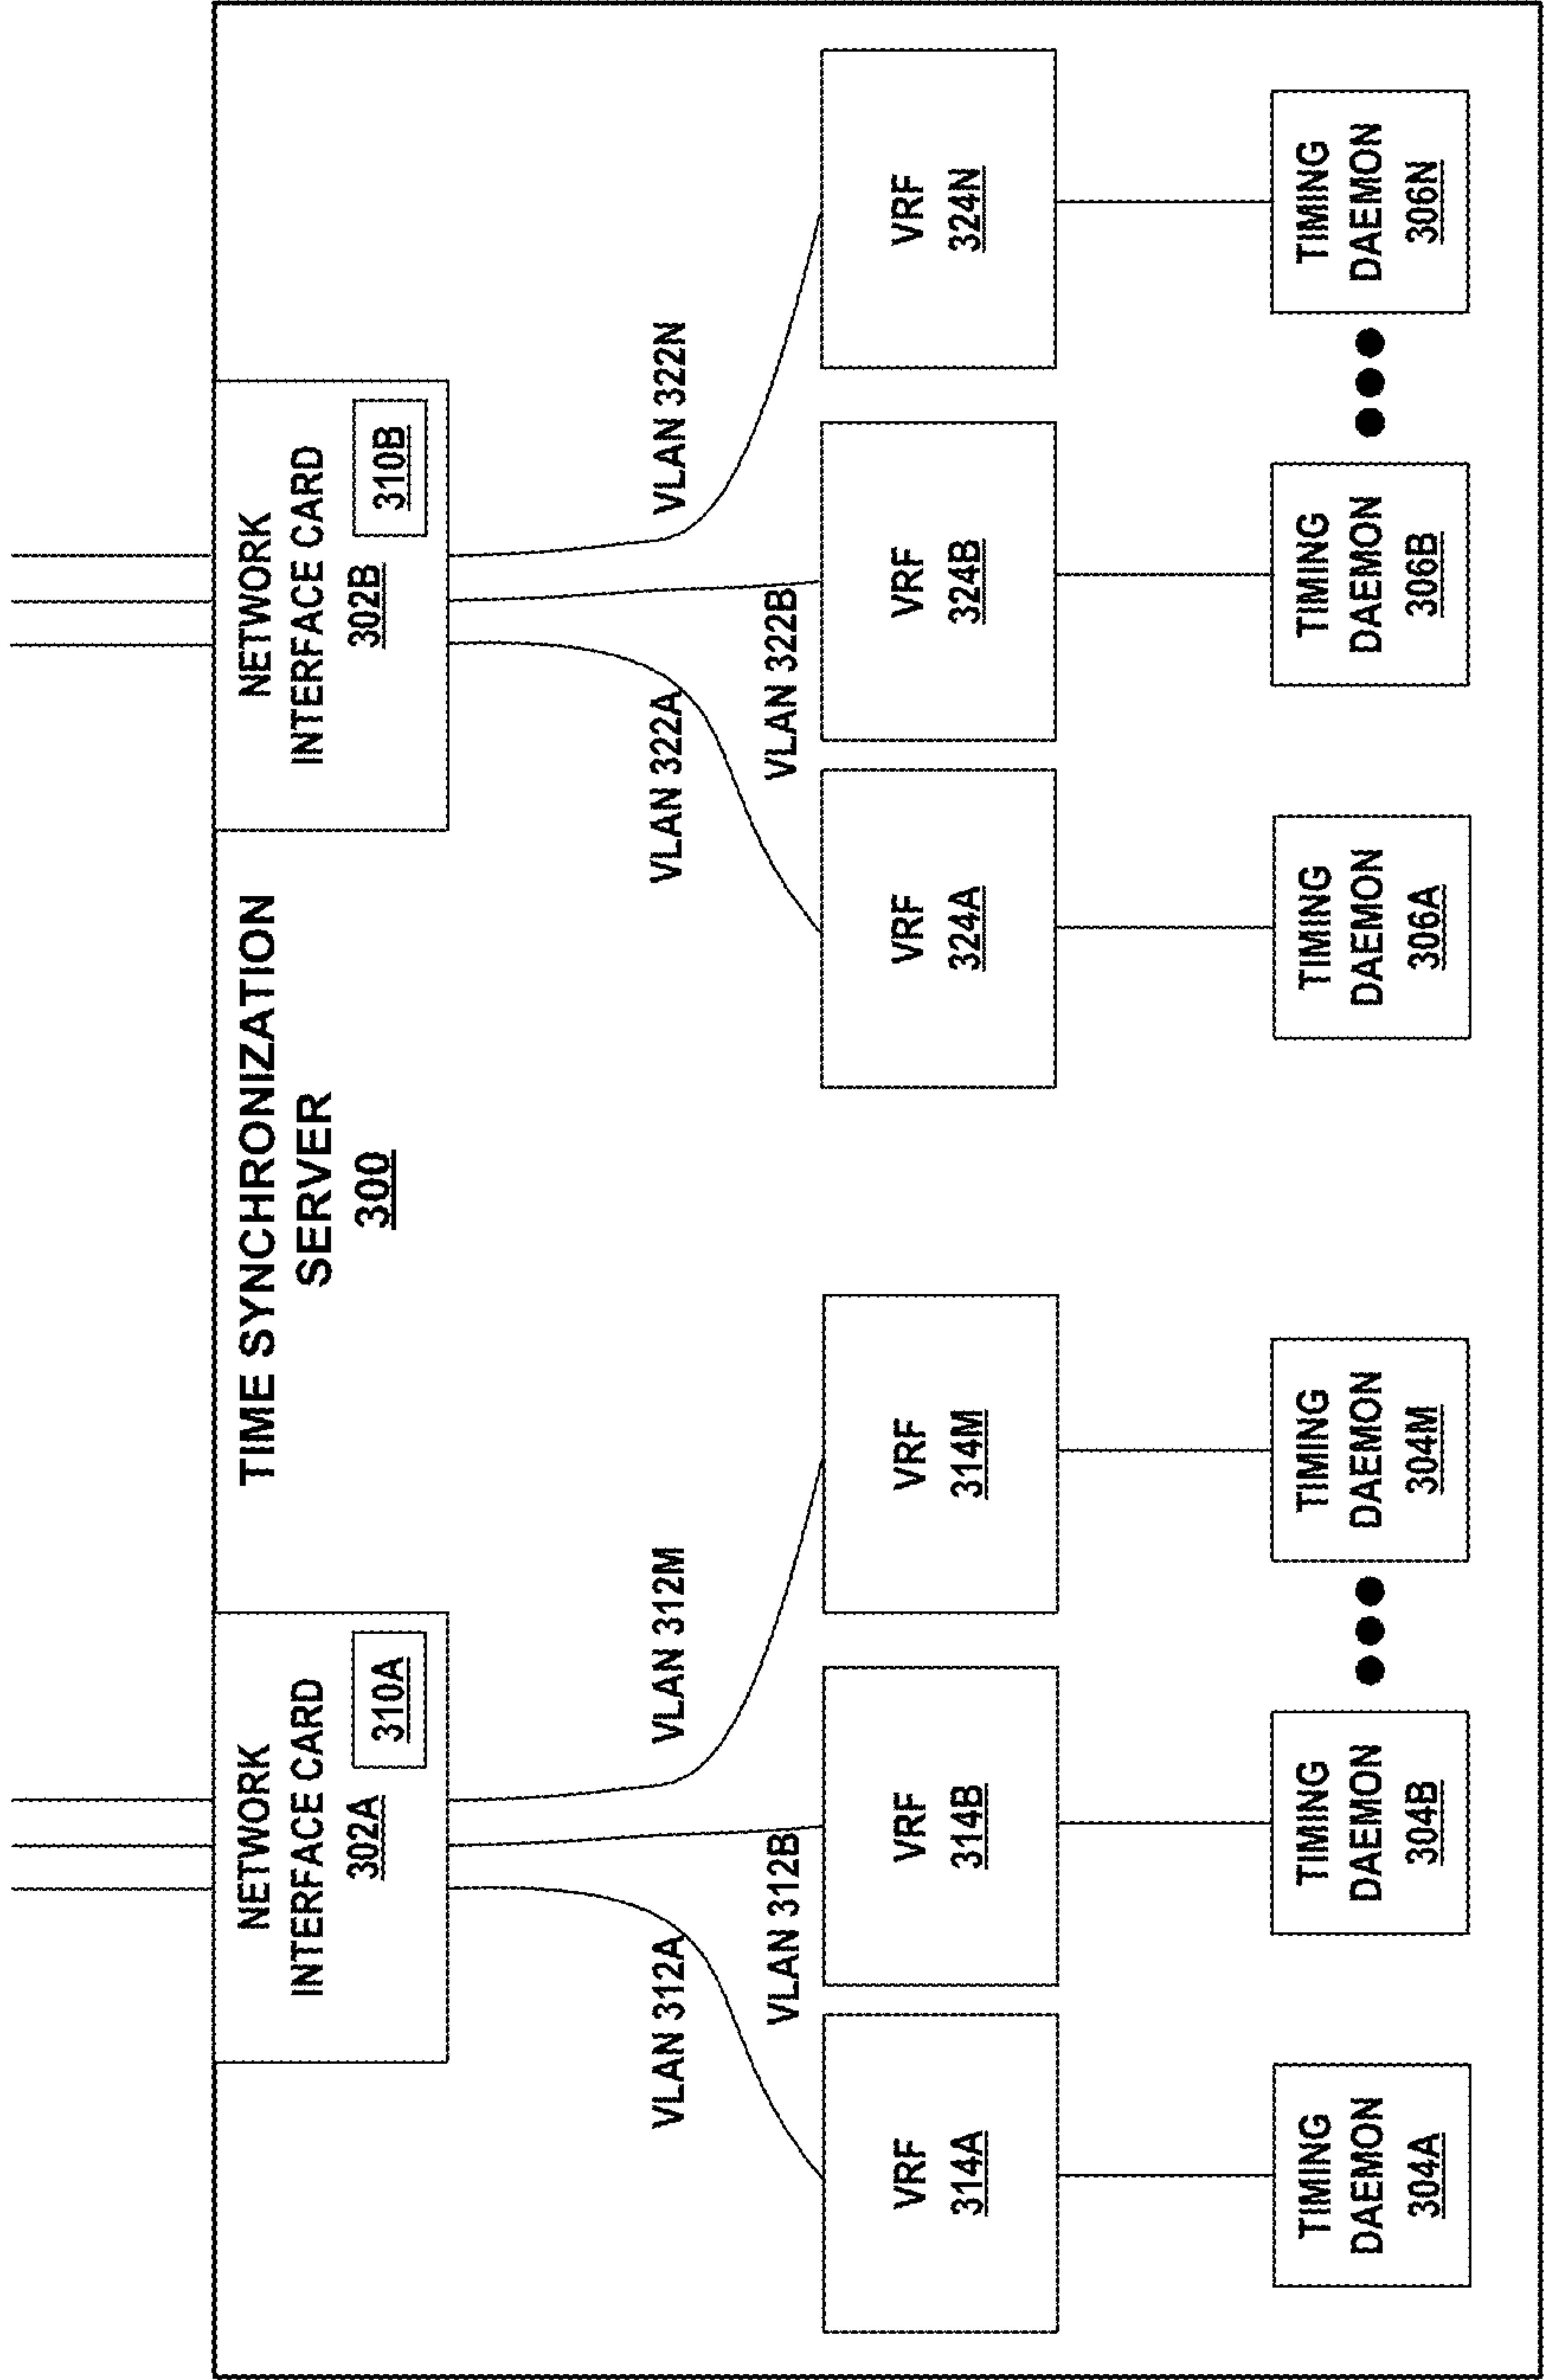 TIME SYNCHRONIZATION
SERVER
300
NETWORK
INTERFACE CARD
302A
310A
NETWORK
INTERFACE CARD
302B
310B
VLAN 312A
VLAN 312B
VLAN 312M
VLAN 322A
VLAN 322B
VLAN 322N
VRF
314A
VRF
314B
VRF
314M
VRF
324A
VRF
324B
VRF
324N
TIMING
DAEMON
304A
TIMING
DAEMON
304B
TIMING
DAEMON
304M
TIMING
DAEMON
306A
TIMING
DAEMON
306B
TIMING
DAEMON
306N